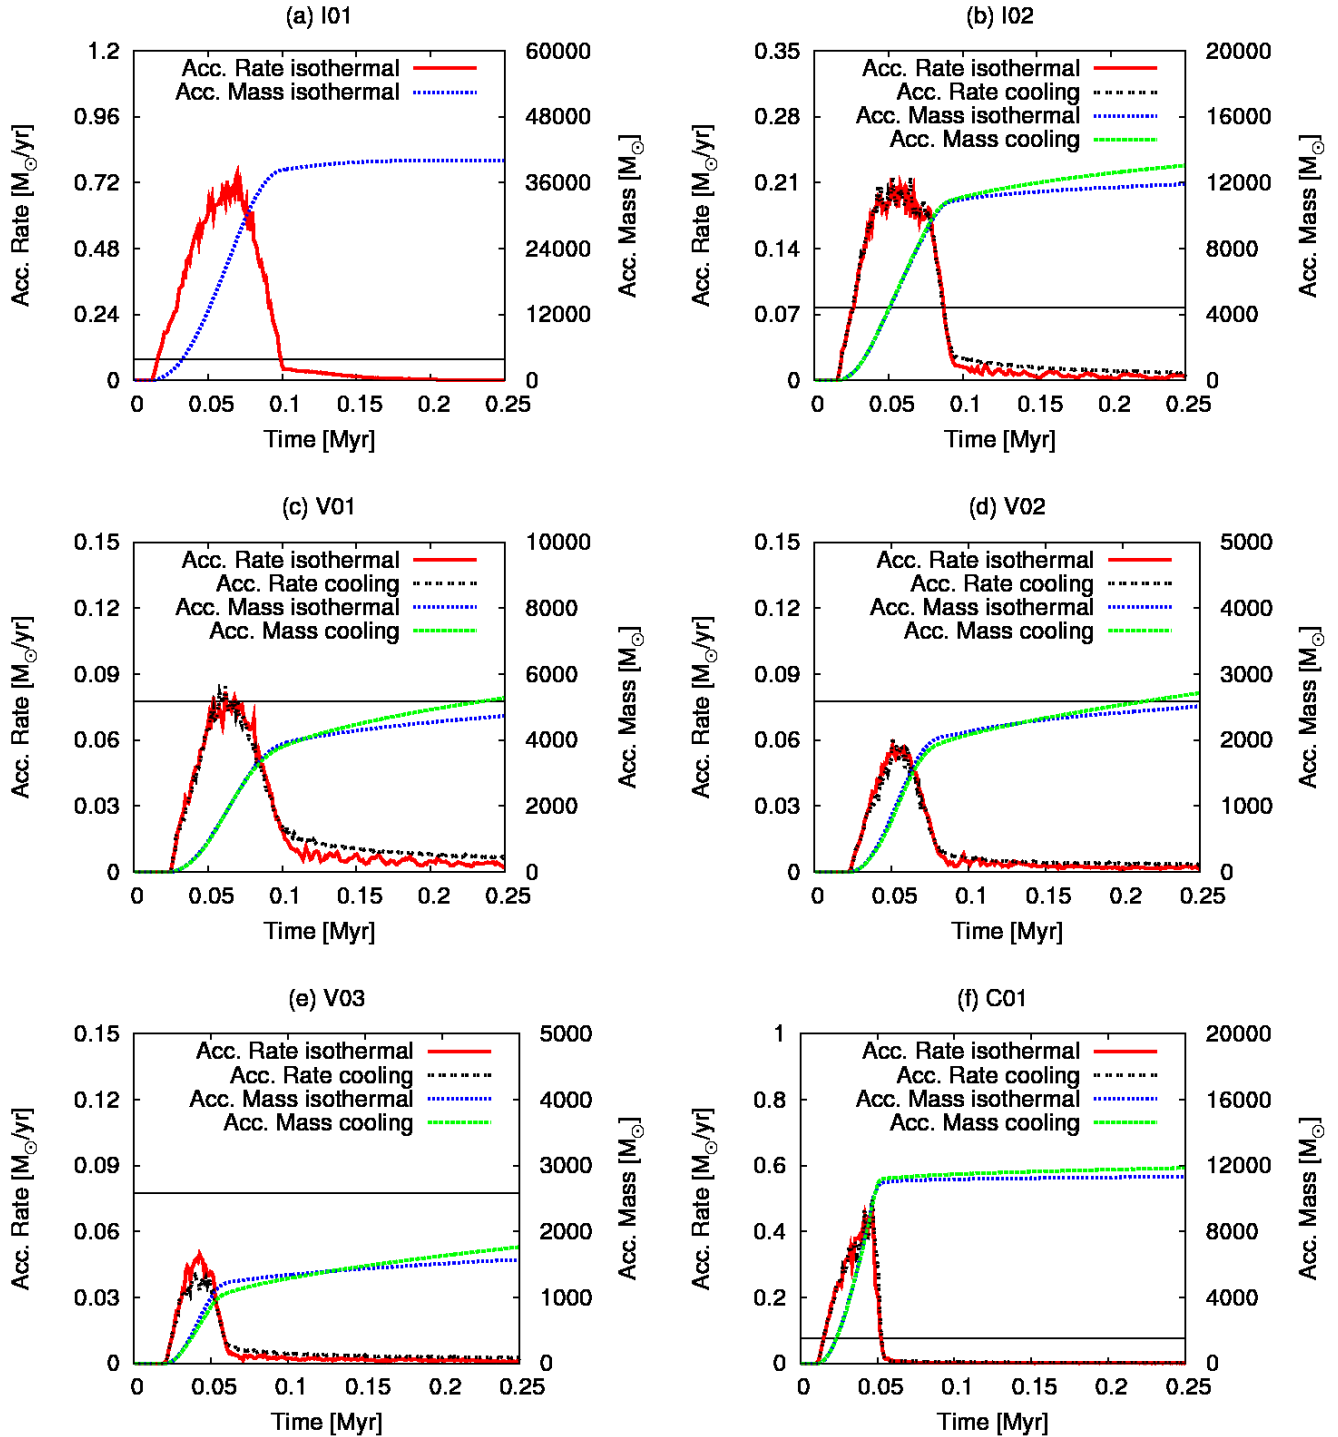 (a) I01
1.2
0.96
0.72
0.48
0.24
0
60000
48000
36000
24000
12000
0
Acc. Rate isothermal
Acc. Mass isothermal
Acc. Rate [M⊙/yr]
Acc. Mass [M⊙]
0 0.05 0.1 0.15 0.2 0.25
Time [Myr]
(b) I02
0.35
0.28
0.21
0.14
0.07
0
20000
16000
12000
8000
4000
0
Acc. Rate isothermal
Acc. Rate cooling
Acc. Mass isothermal
Acc. Mass cooling
Acc. Rate [M⊙/yr]
Acc. Mass [M⊙]
0 0.05 0.1 0.15 0.2 0.25
Time [Myr]
(c) V01
0.15
0.12
0.09
0.06
0.03
0
10000
8000
6000
4000
2000
0
Acc. Rate isothermal
Acc. Rate cooling
Acc. Mass isothermal
Acc. Mass cooling
Acc. Rate [M⊙/yr]
Acc. Mass [M⊙]
0 0.05 0.1 0.15 0.2 0.25
Time [Myr]
(d) V02
0.15
0.12
0.09
0.06
0.03
0
5000
4000
3000
2000
1000
0
Acc. Rate isothermal
Acc. Rate cooling
Acc. Mass isothermal
Acc. Mass cooling
Acc. Rate [M⊙/yr]
Acc. Mass [M⊙]
0 0.05 0.1 0.15 0.2 0.25
Time [Myr]
(e) V03
0.15
0.12
0.09
0.06
0.03
0
5000
4000
3000
2000
1000
0
Acc. Rate isothermal
Acc. Rate cooling
Acc. Mass isothermal
Acc. Mass cooling
Acc. Rate [M⊙/yr]
Acc. Mass [M⊙]
0 0.05 0.1 0.15 0.2 0.25
Time [Myr]
(f) C01
1
0.8
0.6
0.4
0.2
0
20000
16000
12000
8000
4000
0
Acc. Rate isothermal
Acc. Rate cooling
Acc. Mass isothermal
Acc. Mass cooling
Acc. Rate [M⊙/yr]
Acc. Mass [M⊙]
0 0.05 0.1 0.15 0.2 0.25
Time [Myr]